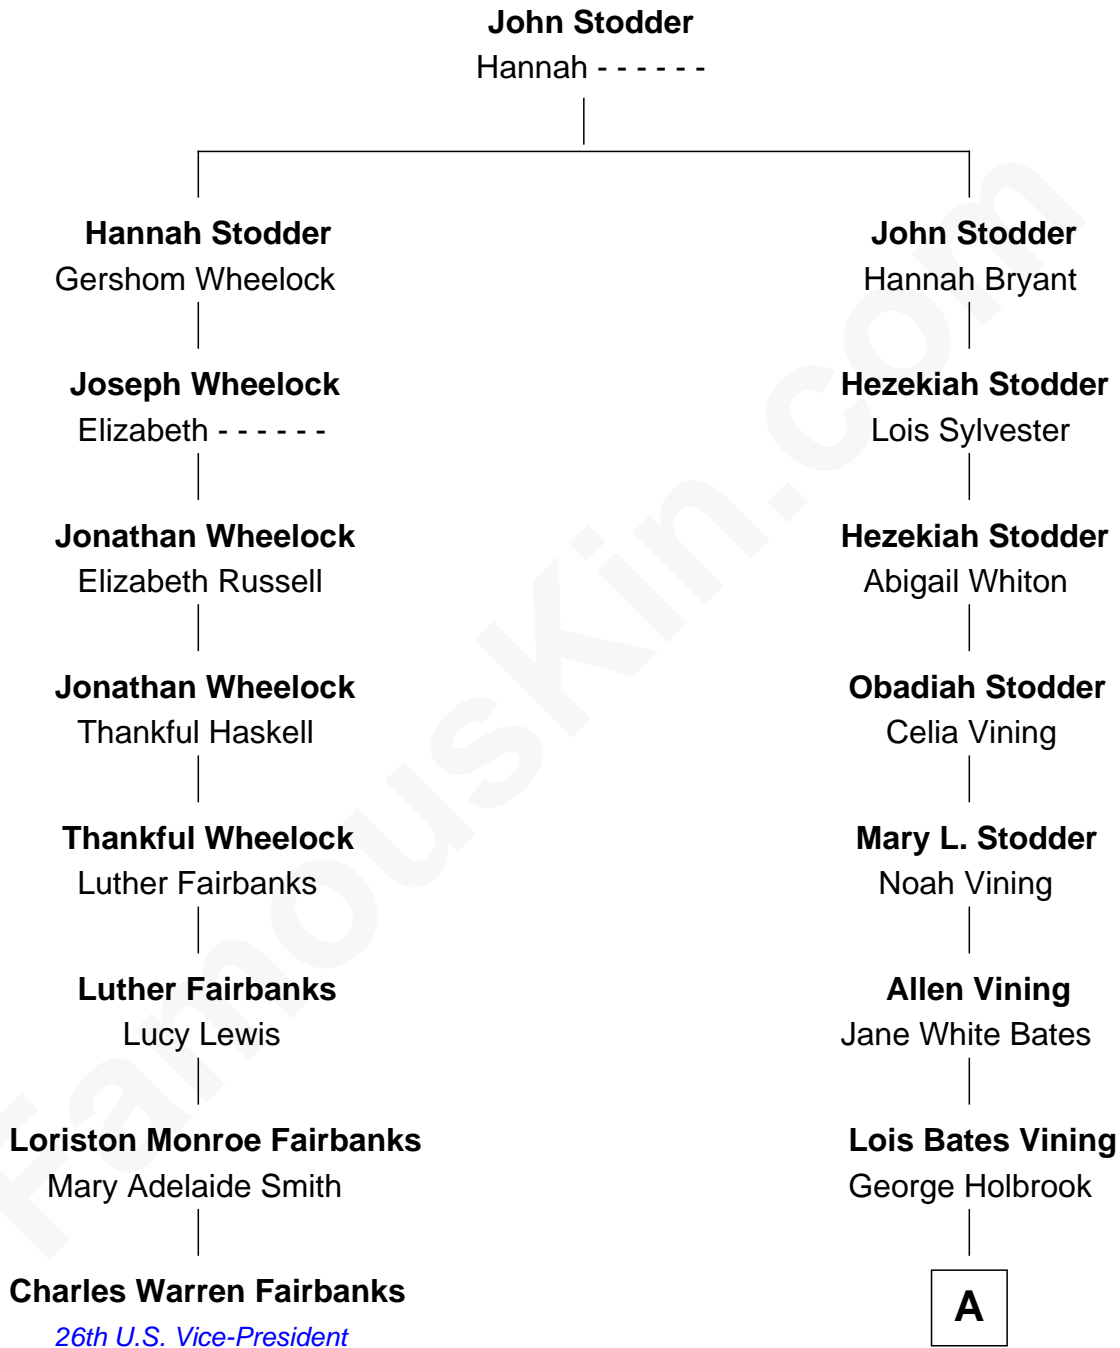 John Stodder
Hannah - - - - - -
Hannah Stodder
Gershom Wheelock
John Stodder
Hannah Bryant
Joseph Wheelock
Elizabeth - - - - - -
Hezekiah Stodder
Lois Sylvester
Jonathan Wheelock
Elizabeth Russell
Hezekiah Stodder
Abigail Whiton
Jonathan Wheelock
Thankful Haskell
Obadiah Stodder
Celia Vining
Thankful Wheelock
Luther Fairbanks
Mary L. Stodder
Noah Vining
Luther Fairbanks
Lucy Lewis
Allen Vining
Jane White Bates
Loriston Monroe Fairbanks
Mary Adelaide Smith
Lois Bates Vining
George Holbrook
Charles Warren Fairbanks
26th U.S. Vice-President
A
FamousKin.com